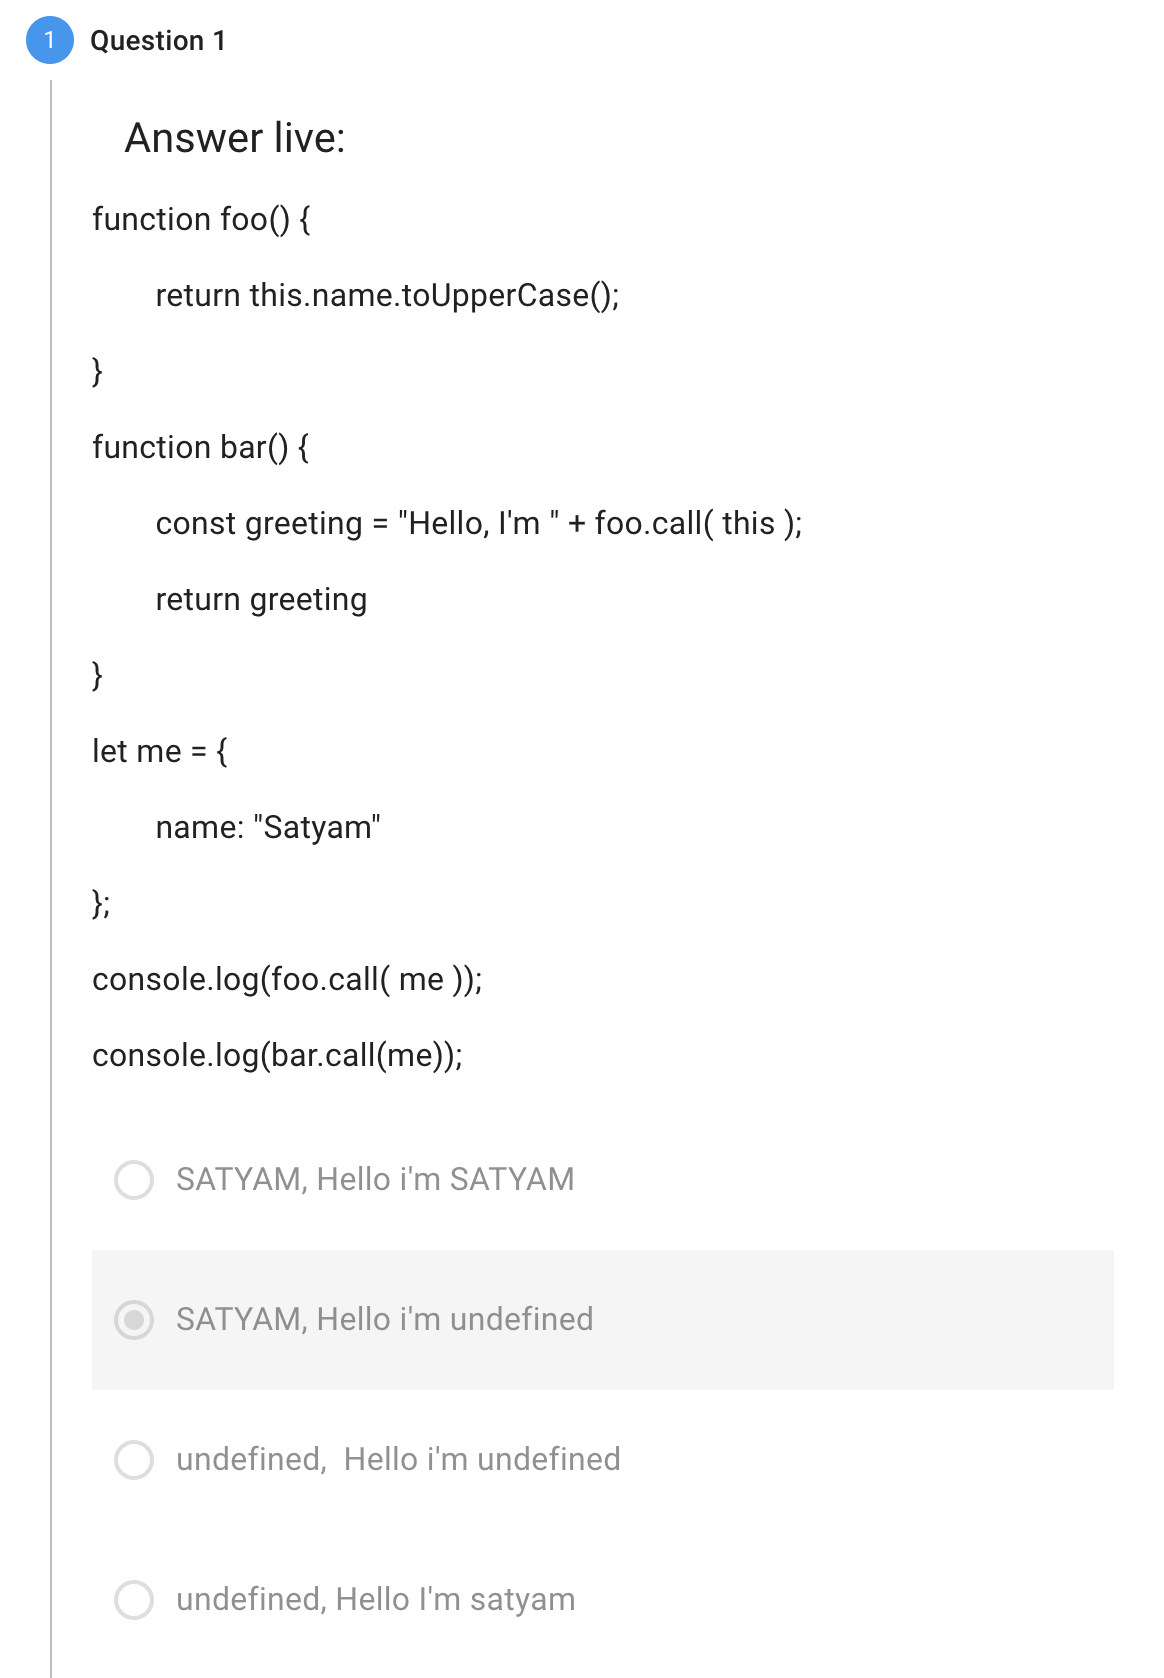 1 Question 1
Answer live:
function foo() {
return this.name.toUpperCase();
}
function bar() {
const greeting = "Hello, I'm " + foo.call( this );
return greeting
}
let me = {
name: "Satyam"
};
console.log(foo.call( me ));
console.log(bar.call(me));
SATYAM, Hello i'm SATYAM
SATYAM, Hello i'm undefined
undefined,  Hello i'm undefined
undefined, Hello I'm satyam